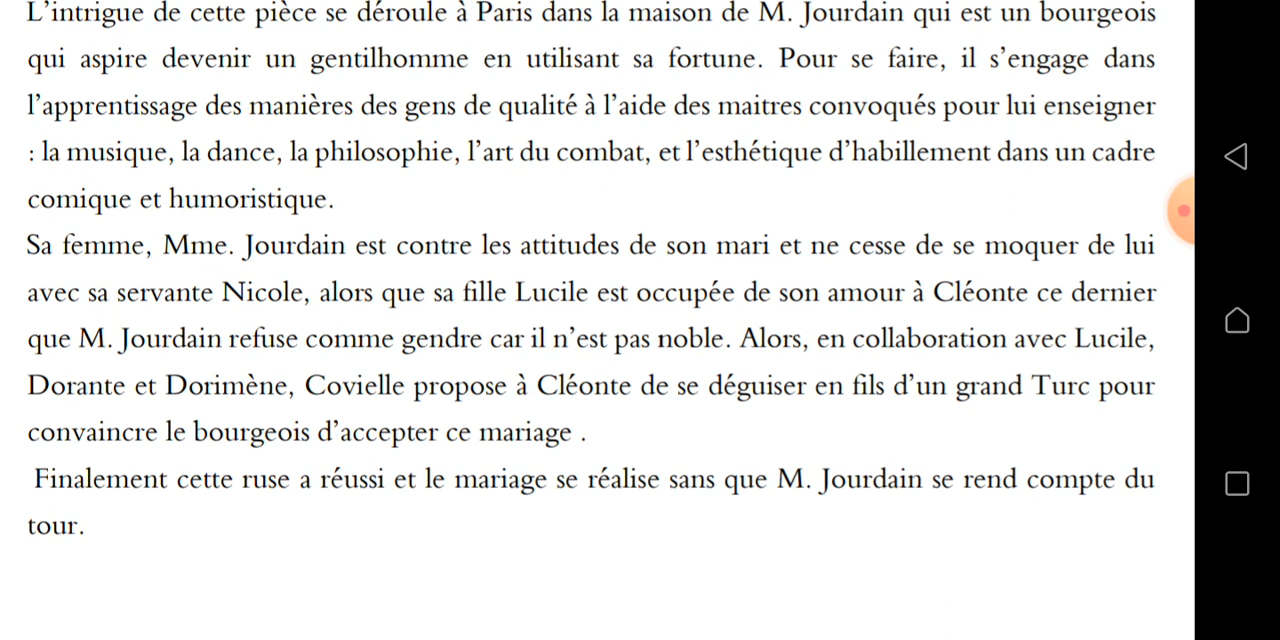 L’intrigue de cette pièce se déroule à Paris dans la maison de M. Jourdain qui est un bourgeois
qui aspire devenir un gentilhomme en utilisant sa fortune. Pour se faire, il s’engage dans
l’apprentissage des manières des gens de qualité à l’aide des maitres convoqués pour lui enseigner
: la musique, la dance, la philosophie, l’art du combat, et l’esthétique d’habillement dans un cadre
comique et humoristique.
Sa femme, Mme. Jourdain est contre les attitudes de son mari et ne cesse de se moquer de lui
avec sa servante Nicole, alors que sa fille Lucile est occupée de son amour à Cléonte ce dernier
que M. Jourdain refuse comme gendre car il n’est pas noble. Alors, en collaboration avec Lucile,
Dorante et Dorimène, Covielle propose à Cléonte de se déguiser en fils d’un grand Turc pour
convaincre le bourgeois d’accepter ce mariage .
Finalement cette ruse a réussi et le mariage se réalise sans que M. Jourdain se rend compte du
tour.